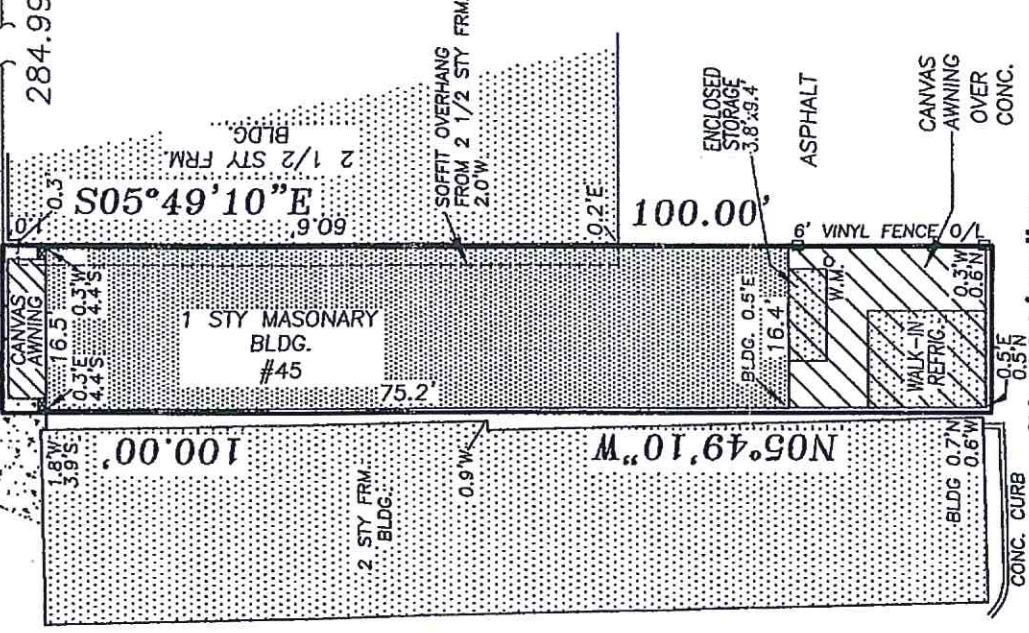 284.99
CANVAS
AWNING
0.3'
S05°49'10"E
60.6'
2 1/2 STY FRM.
BLDG
SOFFIT OVERHANG
FROM 2 1/2 STY FRM.
2.0'W
0.2'E
100.00'
16.5'
0.3'E
4.4'S
0.3'W
4.4'S
1 STY MASONARY
BLDG.
#45
75.2'
BLDG. 0.5'E
16.4'
ENCLOSED
STORAGE
3.8'x9.4'
ASPHALT
CANVAS
AWNING
OVER
CONC.
6' VINYL FENCE O/L
W.M.
0.3'W
0.6'N
WALK-IN
REFRIG.
0.5'E
0.5'N
1.8'W
3.9'S
100.00'
2 STY FRM.
BLDG.
0.9'W
N05°49'10"W
BLDG 0.7'N
0.6'W
CONC. CURB